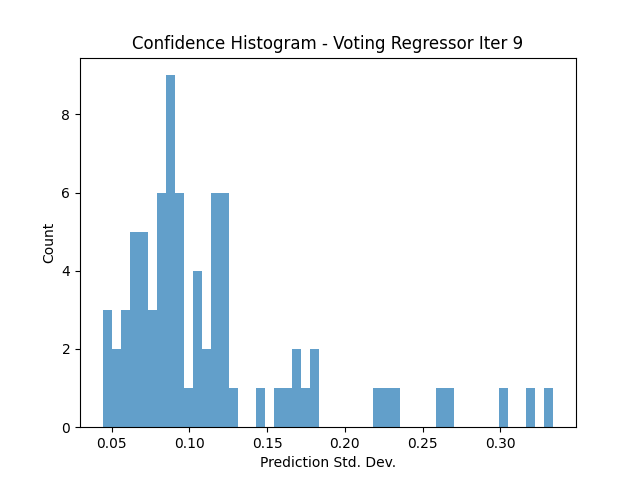 Confidence Histogram - Voting Regressor Iter 9
8
6
4
2
0
Count
0.05 0.10 0.15 0.20 0.25 0.30
Prediction Std. Dev.